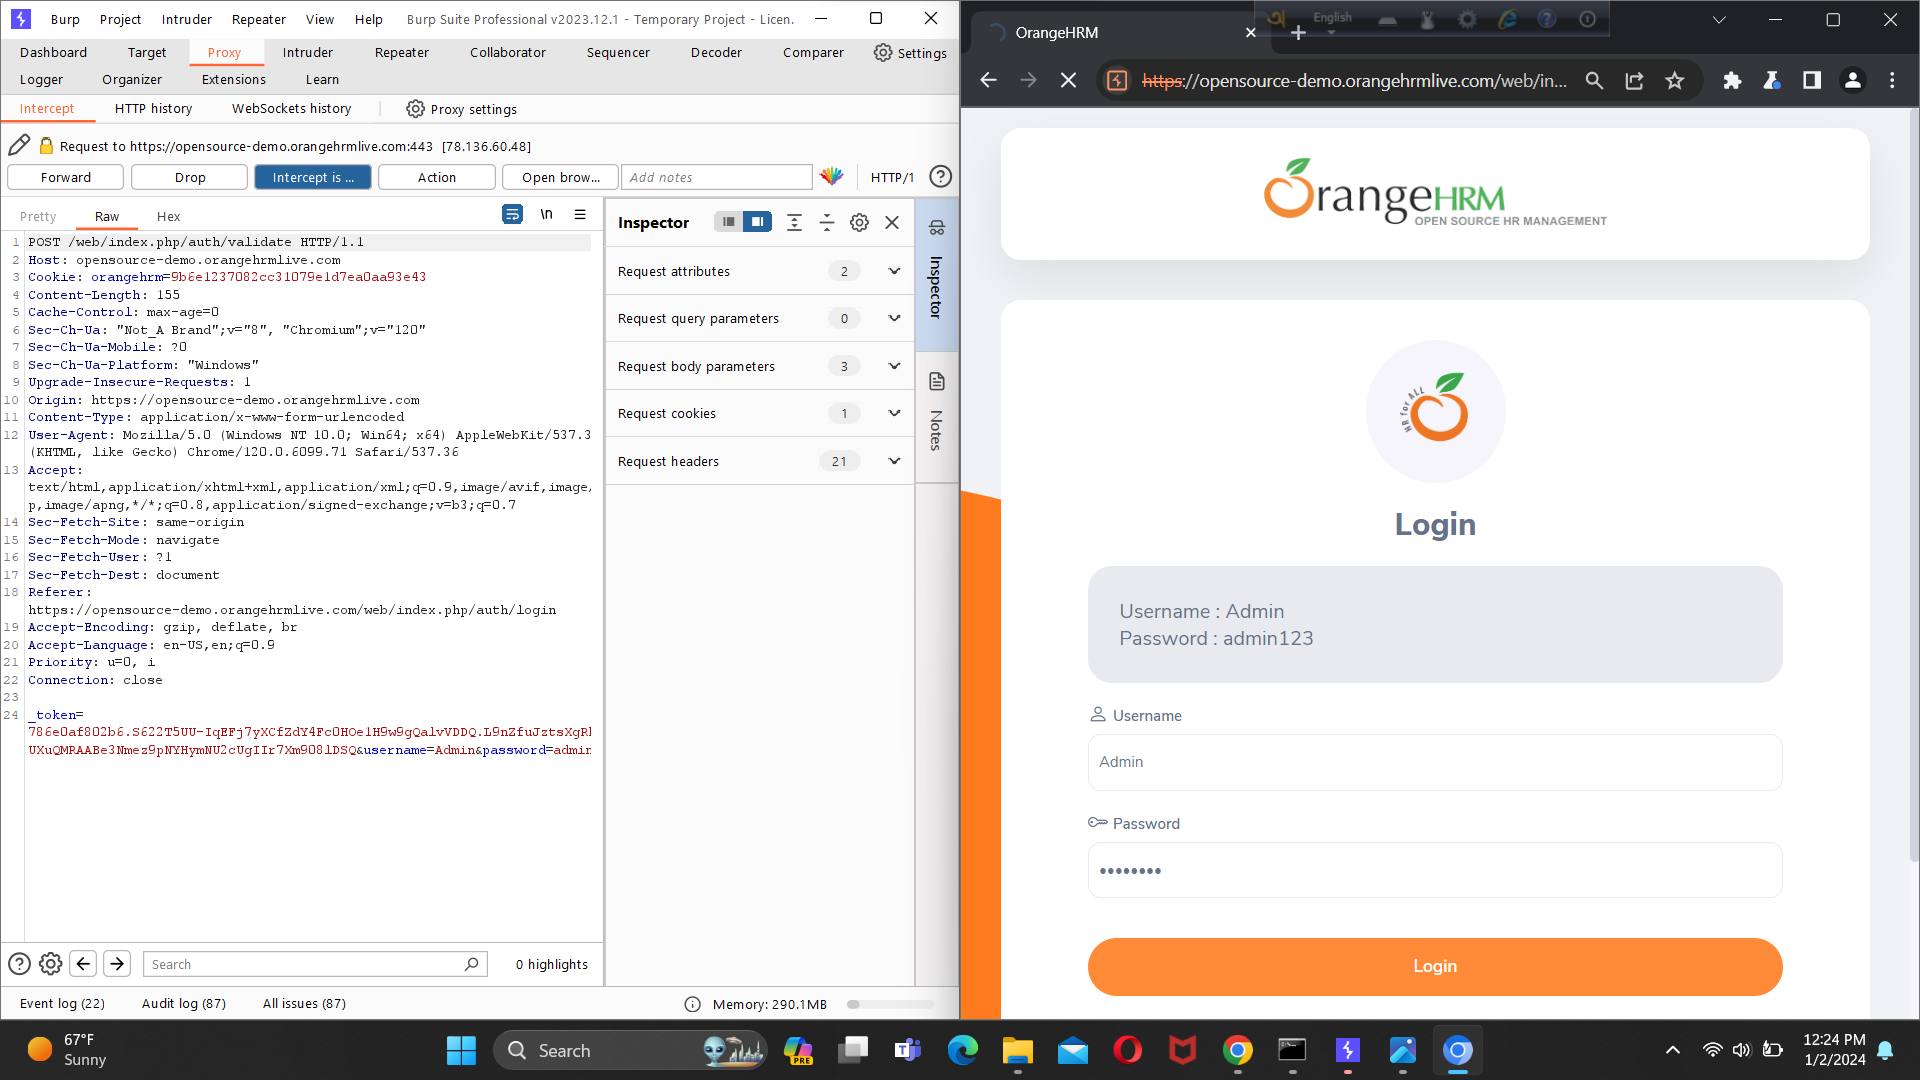 Burp Project Intruder Repeater View Help Burp Suite Professional v2023.12.1 - Temporary Project - Licen.
Dashboard Target Proxy Intruder Repeater Collaborator Sequencer Decoder Comparer Settings
Logger Organizer Extensions Learn
Intercept HTTP history WebSockets history Proxy settings
Request to https://opensource-demo.orangehrmlive.com:443 [78.136.60.48]
Forward Drop Intercept is ... Action Open brow... Add notes HTTP/1
Pretty Raw Hex \n
1 POST /web/index.php/auth/validate HTTP/1.1
2 Host: opensource-demo.orangehrmlive.com
3 Cookie: orangehrm=9b6e1237082cc31079e1d7ea0aa93e43
4 Content-Length: 155
5 Cache-Control: max-age=0
6 Sec-Ch-Ua: "Not_A Brand";v="8", "Chromium";v="120"
7 Sec-Ch-Ua-Mobile: ?0
8 Sec-Ch-Ua-Platform: "Windows"
9 Upgrade-Insecure-Requests: 1
10 Origin: https://opensource-demo.orangehrmlive.com
11 Content-Type: application/x-www-form-urlencoded
12 User-Agent: Mozilla/5.0 (Windows NT 10.0; Win64; x64) AppleWebKit/537.3
(KHTML, like Gecko) Chrome/120.0.6099.71 Safari/537.36
13 Accept:
text/html,application/xhtml+xml,application/xml;q=0.9,image/avif,image,
p,image/apng,*/*;q=0.8,application/signed-exchange;v=b3;q=0.7
14 Sec-Fetch-Site: same-origin
15 Sec-Fetch-Mode: navigate
16 Sec-Fetch-User: ?1
17 Sec-Fetch-Dest: document
18 Referer:
https://opensource-demo.orangehrmlive.com/web/index.php/auth/login
19 Accept-Encoding: gzip, deflate, br
20 Accept-Language: en-US,en;q=0.9
21 Priority: u=0, i
22 Connection: close
23
24 _token=
786e0af802b6.S622T5UU-IqEFj7yXCfZdY4Fc0HOe1H9w9gQalvVDDQ.L9nZfuJztsXgR
UXuQMRAABe3Nmez9pNYHymNU2cUgIIr7Xm908lDSQ&username=Admin&password=admin
Inspector
Request attributes 2
Request query parameters 0
Request body parameters 3
Request cookies 1
Request headers 21
Inspector
Notes
Search 0 highlights
Event log (22) Audit log (87) All issues (87) Memory: 290.1MB
OrangeHRM
English
https://opensource-demo.orangehrmlive.com/web/in...
OrangeHRM
OPEN SOURCE HR MANAGEMENT
HR for ALL
Login
Username : Admin
Password : admin123
Username
Admin
Password
••••••••
Login
67°F
Sunny
Search
PRE
12:24 PM
1/2/2024